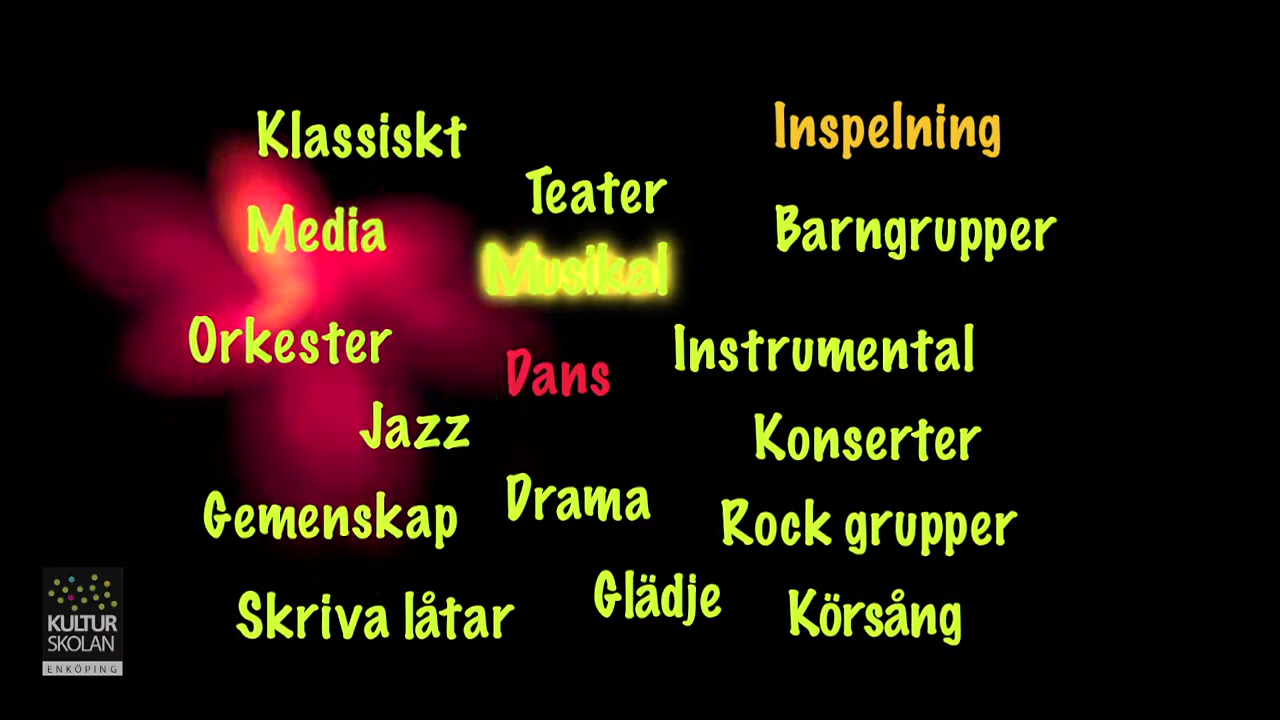 Klassiskt
Inspelning
Teater
Media
Barngrupper
Musikal
Orkester
Instrumental
Dans
Jazz
Konserter
Drama
Gemenskap
Rock grupper
Glädje
Skriva låtar
Körsång
KULTUR
SKOLAN
ENKÖPING